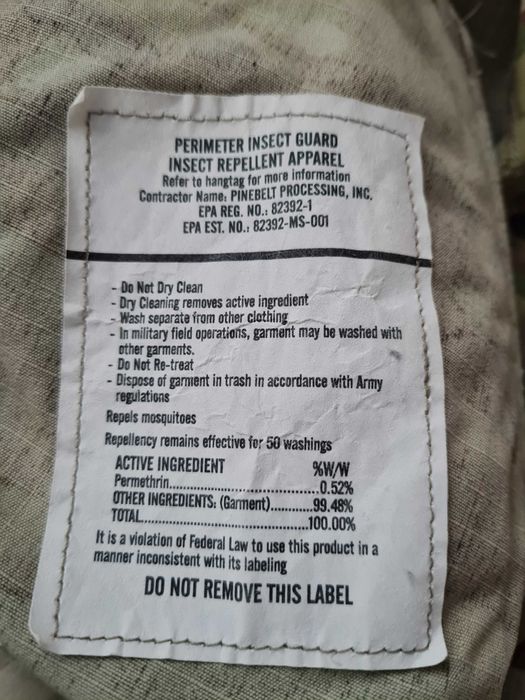 PERIMETER INSECT GUARD
INSECT REPELLENT APPAREL
Refer to hangtag for more information
Contractor Name: PINEBELT PROCESSING, INC.
EPA REG. NO.: 82392-1
EPA EST. NO.: 82392-MS-001
- Do Not Dry Clean
- Dry Cleaning removes active ingredient
- Wash separate from other clothing
- In military field operations, garment may be washed with
other garments.
- Do Not Re-treat
- Dispose of garment in trash in accordance with Army
regulations
Repels mosquitoes
Repellency remains effective for 50 washings
ACTIVE INGREDIENT %W/W
Permethrin..................................0.52%
OTHER INGREDIENTS: (Garment)...........99.48%
TOTAL.......................................100.00%
It is a violation of Federal Law to use this product in a
manner inconsistent with its labeling
DO NOT REMOVE THIS LABEL